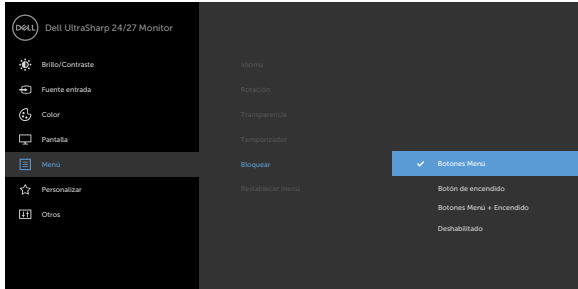 DELL
Dell UltraSharp 24/27 Monitor
Brillo/Contraste
Fuente entrada
Color
Pantalla
Menú
Personalizar
Otros
Idioma
Rotación
Transparencia
Temporizador
Bloquear
Restablecer menú
Botones Menú
Botón de encendido
Botones Menú + Encendido
Deshabilitado